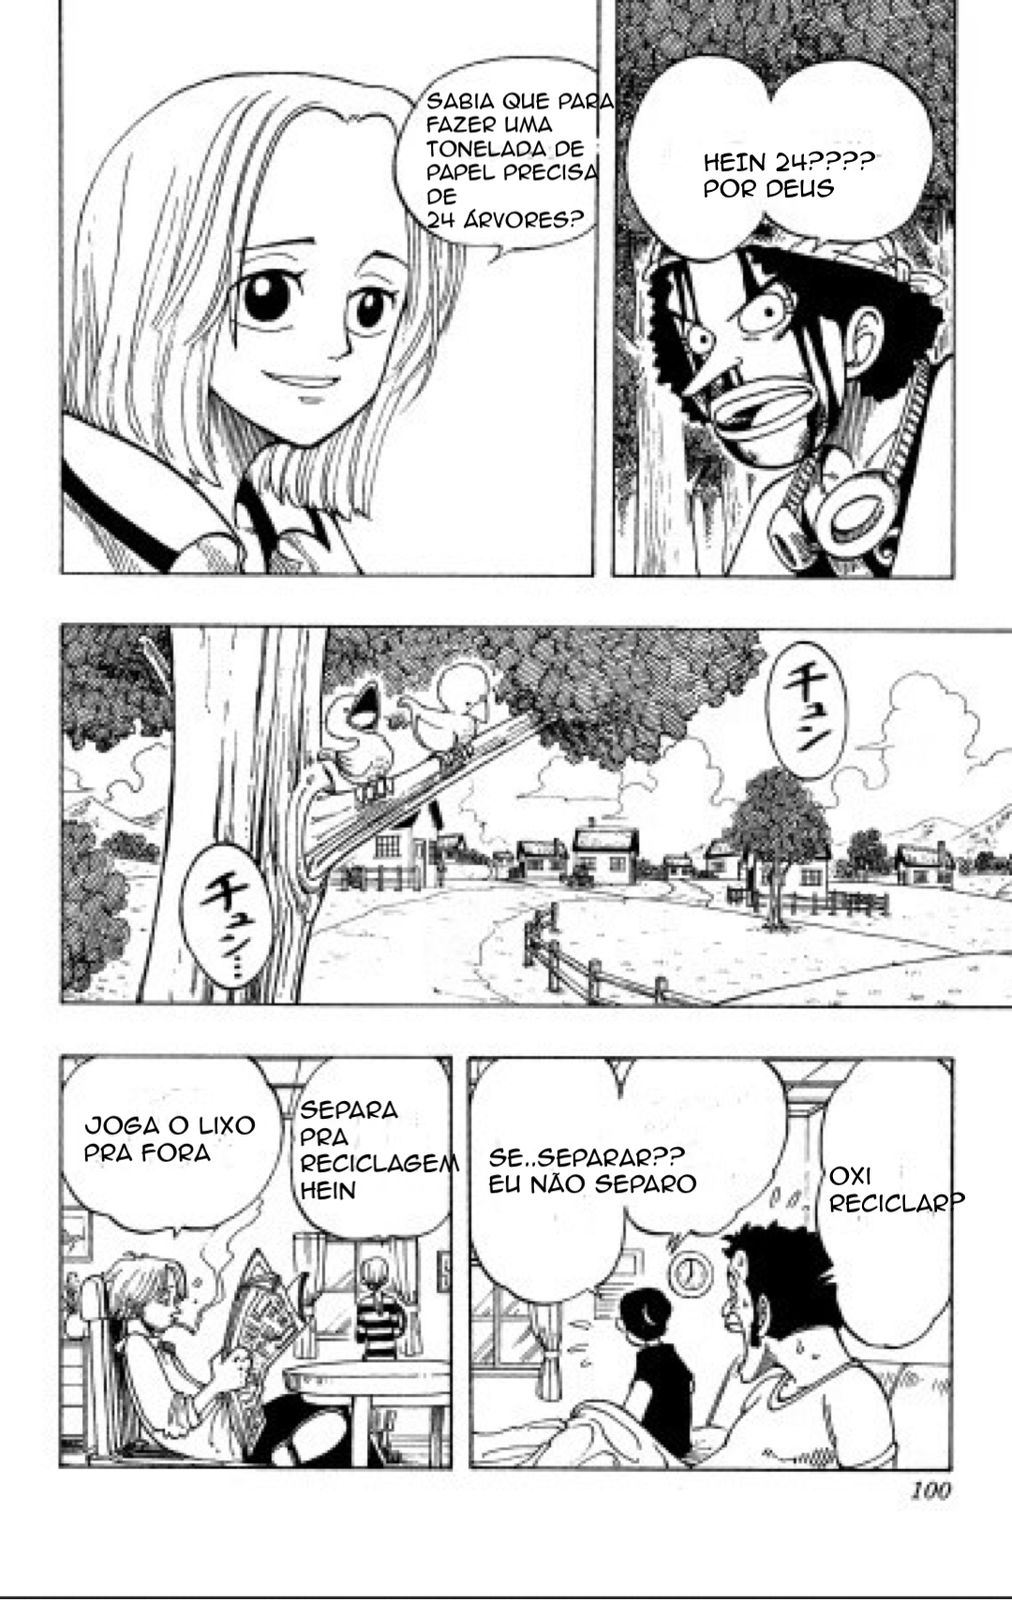 SABIA QUE PARA
FAZER UMA
TONELADA DE
PAPEL PRECISA
DE
24 ÁRVORES?
HEIN 24????
POR DEUS
チュン
チュン…
JOGA O LIXO
PRA FORA
SEPARA
PRA
RECICLAGEM
HEIN
SE..SEPARAR??
EU NÃO SEPARO
OXI
RECICLAR?
100